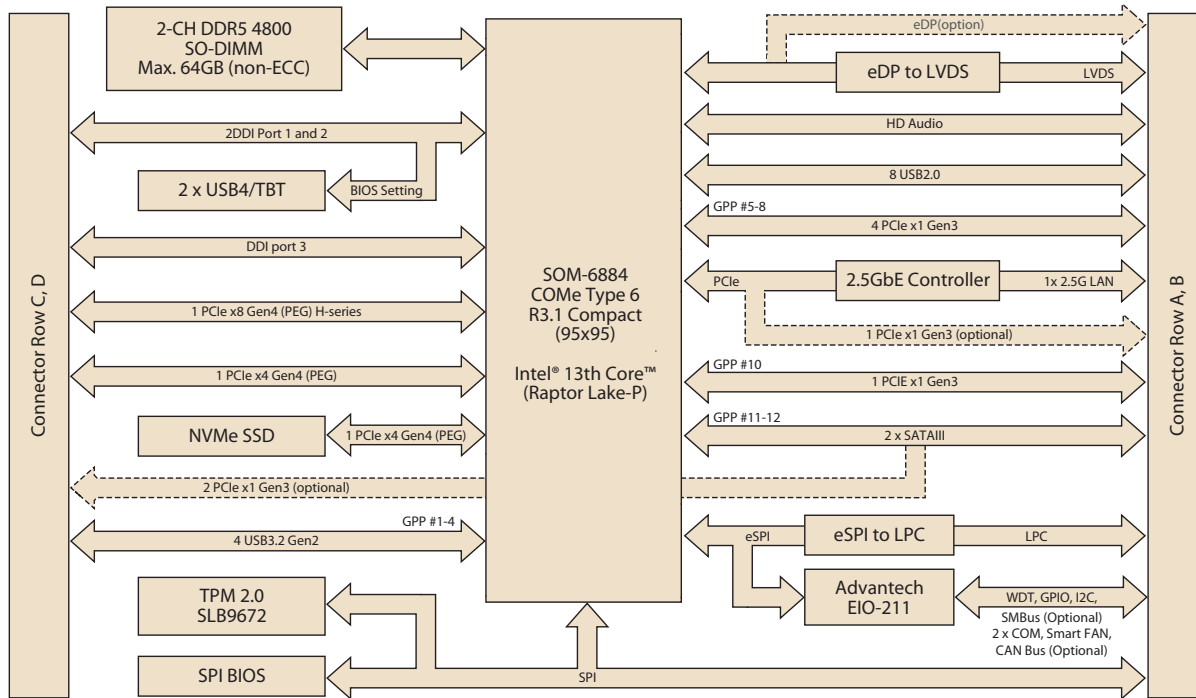 Connector Row C, D
2-CH DDR5 4800
SO-DIMM
Max. 64GB (non-ECC)
2DDI Port 1 and 2
2 x USB4/TBT
BIOS Setting
DDI port 3
1 PCIe x8 Gen4 (PEG) H-series
1 PCIe x4 Gen4 (PEG)
NVMe SSD
1 PCIe x4 Gen4 (PEG)
2 PCIe x1 Gen3 (optional)
GPP #1-4
4 USB3.2 Gen2
TPM 2.0
SLB9672
SPI BIOS
SPI
SOM-6884
COMe Type 6
R3.1 Compact
(95x95)
Intel® 13th Core™
(Raptor Lake-P)
eDP(option)
eDP to LVDS
LVDS
HD Audio
8 USB2.0
GPP #5-8
4 PCIe x1 Gen3
PCIe
2.5GbE Controller
1x 2.5G LAN
1 PCIe x1 Gen3 (optional)
GPP #10
1 PCIE x1 Gen3
GPP #11-12
2 x SATAIII
eSPI
eSPI to LPC
LPC
Advantech
EIO-211
WDT, GPIO, I2C,
SMBus (Optional)
2 x COM, Smart FAN,
CAN Bus (Optional)
Connector Row A, B